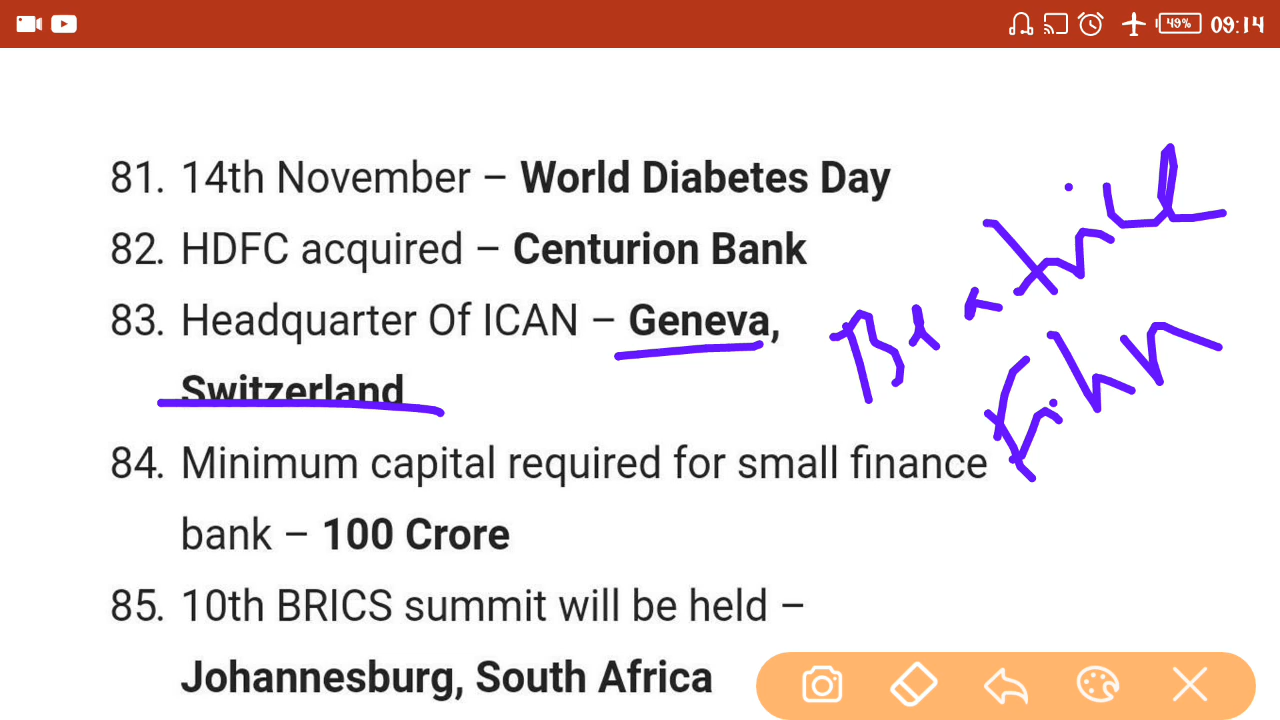 49% 09:14
81. 14th November – World Diabetes Day
82. HDFC acquired – Centurion Bank
83. Headquarter Of ICAN – Geneva,
Switzerland
84. Minimum capital required for small finance
bank – 100 Crore
85. 10th BRICS summit will be held –
Johannesburg, South Africa
Beatrice
Fihn